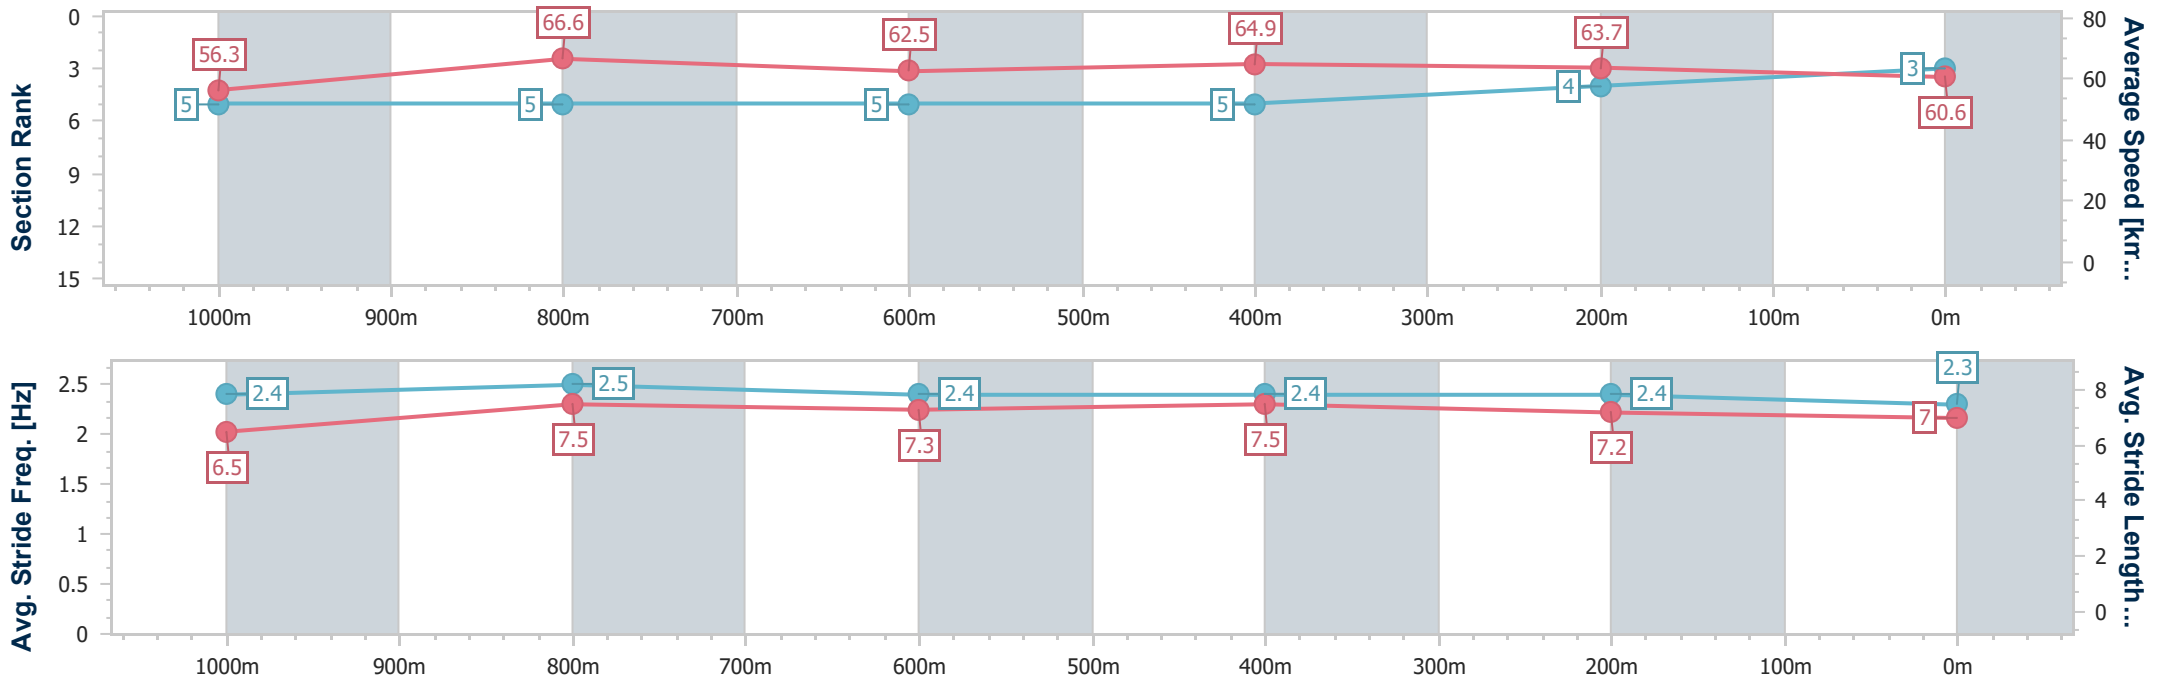 Section Rank
0
3
6
9
12
15
56.3
66.6
62.5
64.9
63.7
60.6
5
5
5
5
4
3
80
60
40
20
0
Average Speed [km...
1000m
900m
800m
700m
600m
500m
400m
300m
200m
100m
0m
Avg. Stride Freq. [Hz]
2.5
2
1.5
1
0.5
0
2.4
2.5
2.4
2.4
2.4
2.3
6.5
7.5
7.3
7.5
7.2
7
8
6
4
2
0
Avg. Stride Length...
1000m
900m
800m
700m
600m
500m
400m
300m
200m
100m
0m